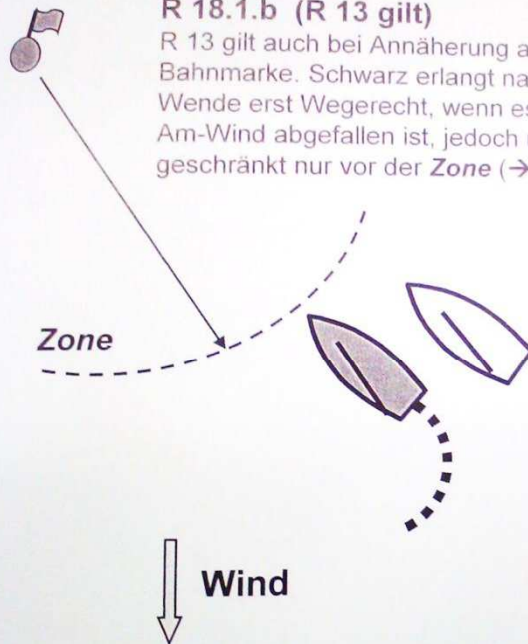 R 18.1.b (R 13 gilt)
R 13 gilt auch bei Annäherung a
Bahnmarke. Schwarz erlangt na
Wende erst Wegerecht, wenn es
Am-Wind abgefallen ist, jedoch
geschränkt nur vor der Zone (→
Zone
Wind